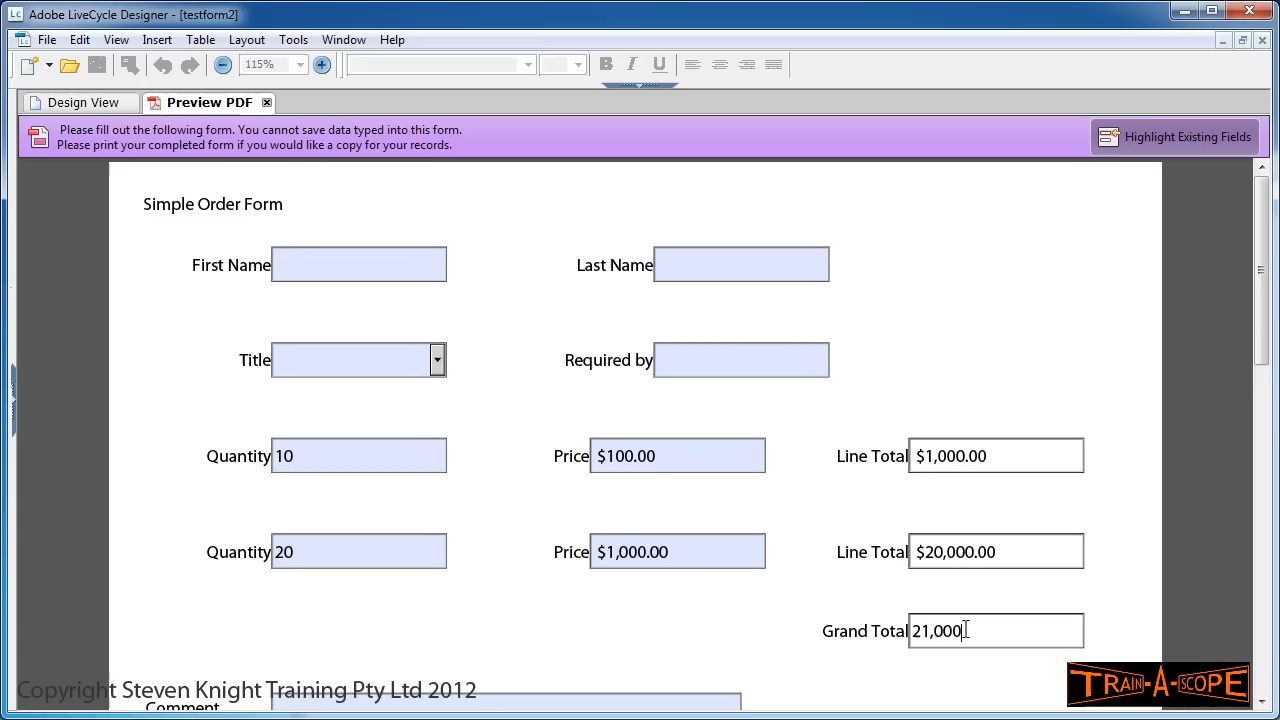 Adobe LiveCycle Designer - [testform2]
File Edit View Insert Table Layout Tools Window Help
115% B I U
Design View Preview PDF
Please fill out the following form. You cannot save data typed into this form.
Please print your completed form if you would like a copy for your records.
Highlight Existing Fields
Simple Order Form
First Name Last Name
Title Required by
Quantity 10 Price $100.00 Line Total $1,000.00
Quantity 20 Price $1,000.00 Line Total $20,000.00
Grand Total 21,000
Copyright Steven Knight Training Pty Ltd 2012
TRAIN-A-SCOPE
Comment